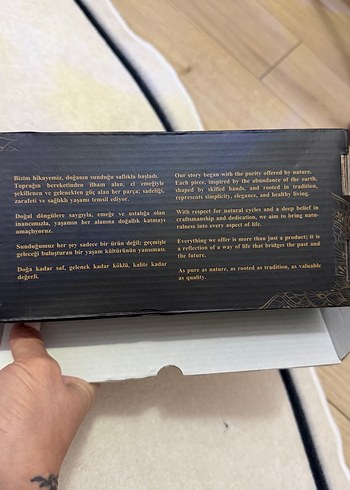 Bizim hikayemiz, doğanın sunduğu saflıkla başladı.
Toprağın bereketinden ilham alan, el emeğiyle
şekillenen ve gelenekten güç alan her parça; sadeliği,
zarafeti ve sağlıklı yaşamı temsil ediyor.
Doğal döngülere saygıyla, emeğe ve ustalığa olan
inancımızla, yaşamın her alanına doğallık katmayı
amaçlıyoruz.
Sunduğumuz her şey sadece bir ürün değil; geçmişle
geleceği buluşturan bir yaşam kültürünün yansıması.
Doğa kadar saf, gelenek kadar köklü, kalite kadar
değerli.
Our story began with the purity offered by nature.
Each piece, inspired by the abundance of the earth,
shaped by skilled hands, and rooted in tradition,
represents simplicity, elegance, and healthy living.
With respect for natural cycles and a deep belief in
craftsmanship and dedication, we aim to bring natu-
ralness into every aspect of life.
Everything we offer is more than just a product; it is
a reflection of a way of life that bridges the past and
the future.
As pure as nature, as rooted as tradition, as valuable
as quality.